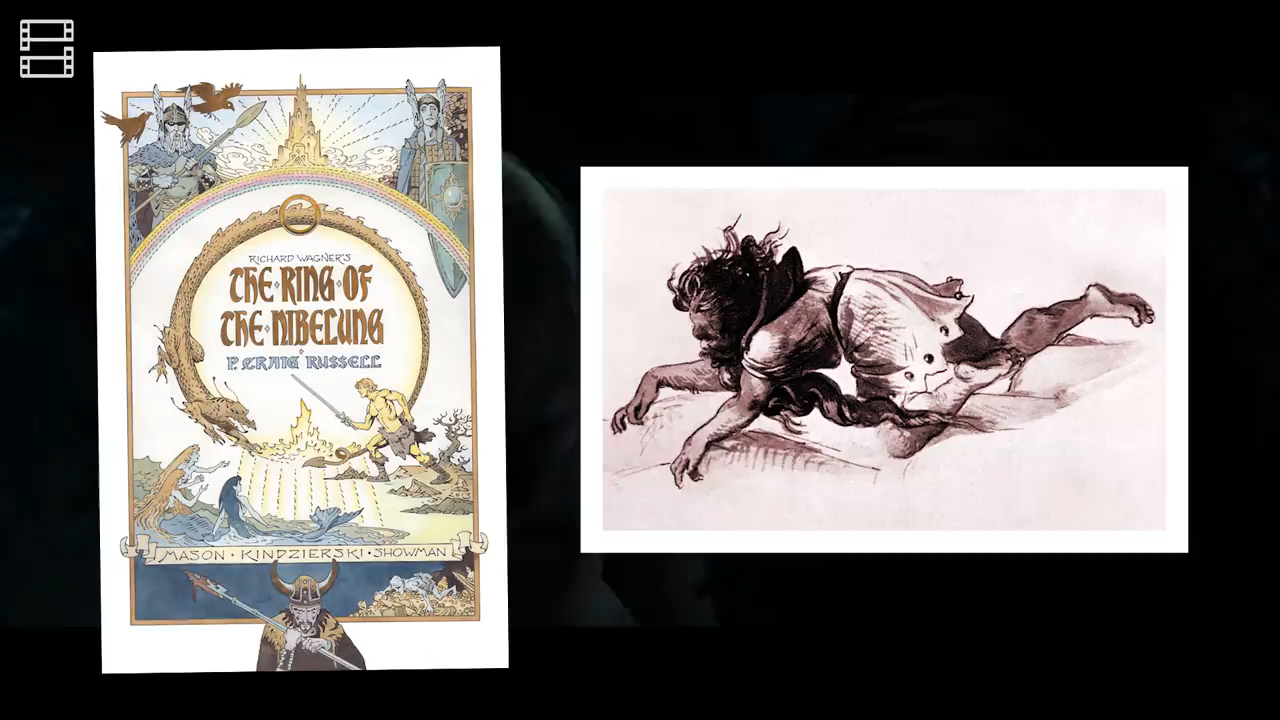 RICHARD WAGNER'S
THE·RING·OF
THE·NIBELUNG
P. CRAIG RUSSELL
MASON · KINDZIERSKI · SHOWMAN